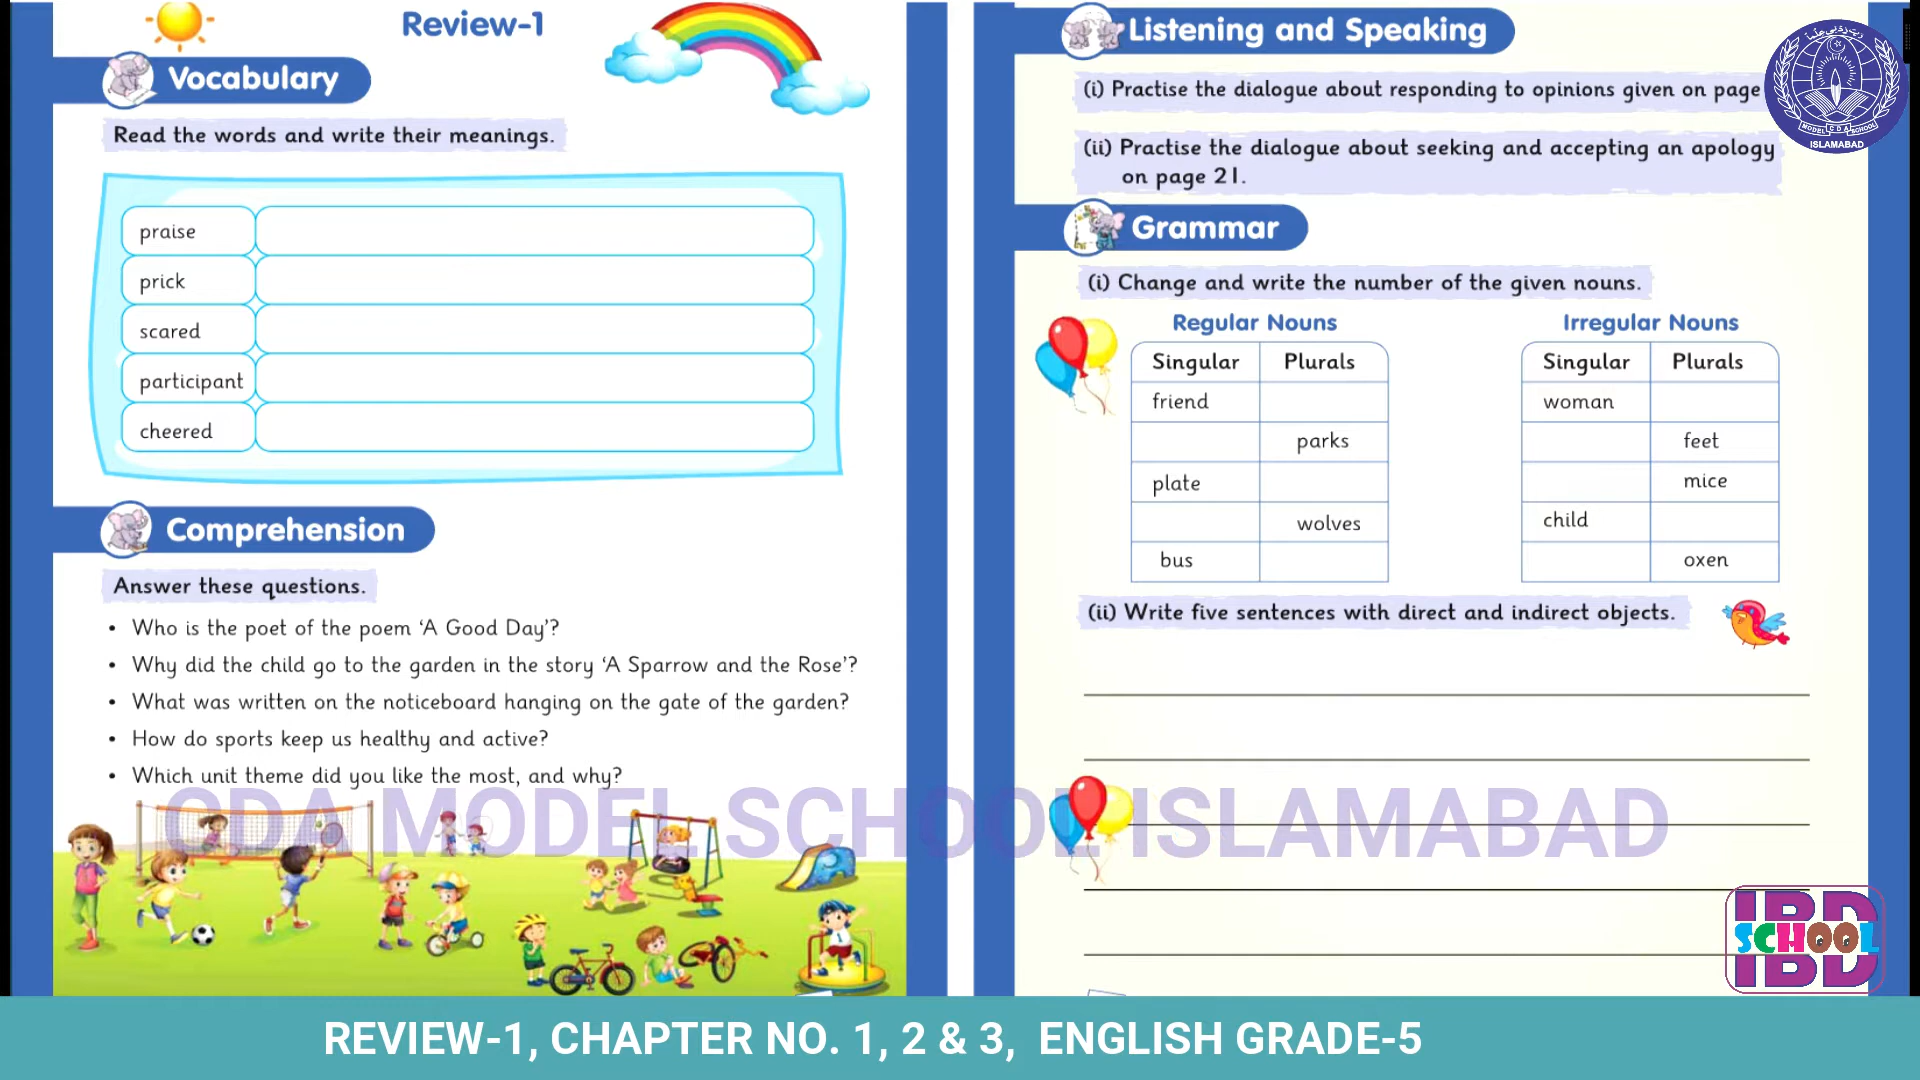 Review-1
Vocabulary
Read the words and write their meanings.
praise
prick
scared
participant
cheered
Comprehension
Answer these questions.
• Who is the poet of the poem ‘A Good Day’?
• Why did the child go to the garden in the story ‘A Sparrow and the Rose’?
• What was written on the noticeboard hanging on the gate of the garden?
• How do sports keep us healthy and active?
• Which unit theme did you like the most, and why?
Listening and Speaking
(i) Practise the dialogue about responding to opinions given on page
(ii) Practise the dialogue about seeking and accepting an apology
on page 21.
Grammar
(i) Change and write the number of the given nouns.
Regular Nouns
Singular Plurals
friend
parks
plate
wolves
bus
Irregular Nouns
Singular Plurals
woman
feet
mice
child
oxen
(ii) Write five sentences with direct and indirect objects.
CDA MODEL SCHOOL ISLAMABAD
MODEL CDA SCHOOL
ISLAMABAD
IBD
SCHOOL
IBD
REVIEW-1, CHAPTER NO. 1, 2 & 3, ENGLISH GRADE-5